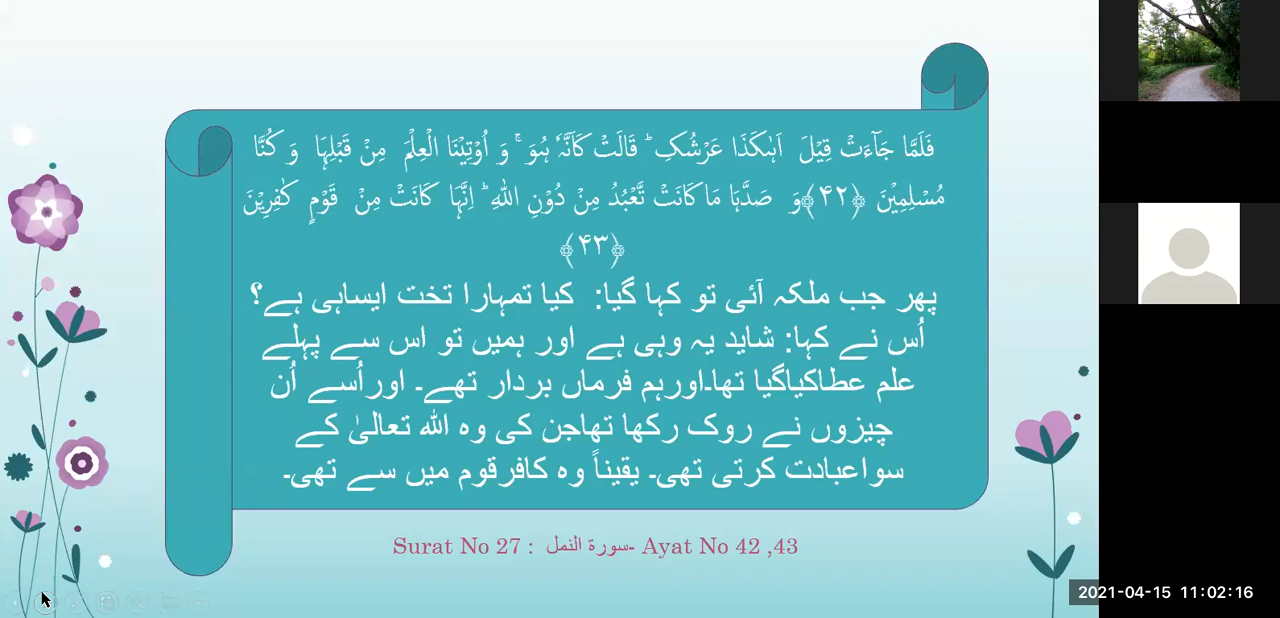 فَلَمَّا جَآءَتۡ قِیۡلَ اَہٰکَذَا عَرۡشُکِ ؕ قَالَتۡ کَاَنَّہٗ ہُوَ ۚ وَ اُوۡتِیۡنَا الۡعِلۡمَ مِنۡ قَبۡلِہَا وَ کُنَّا
مُسۡلِمِیۡنَ ﴿۴۲﴾وَ صَدَّہَا مَا کَانَتۡ تَّعۡبُدُ مِنۡ دُوۡنِ اللّٰہِ ؕ اِنَّہَا کَانَتۡ مِنۡ قَوۡمٍ کٰفِرِیۡنَ
﴿۴۳﴾
پھر جب ملکہ آئی تو کہا گیا: کیا تمہارا تخت ایساہی ہے؟
اُس نے کہا: شاید یہ وہی ہے اور ہمیں تو اس سے پہلے
علم عطاکیاگیا تھا۔اورہم فرماں بردار تھے۔ اوراُسے اُن
چیزوں نے روک رکھا تھاجن کی وہ اللہ تعالیٰ کے
سواعبادت کرتی تھی۔ یقیناً وہ کافرقوم میں سے تھی۔
Surat No 27 : سورة النمل- Ayat No 42 ,43
2021-04-15 11:02:16